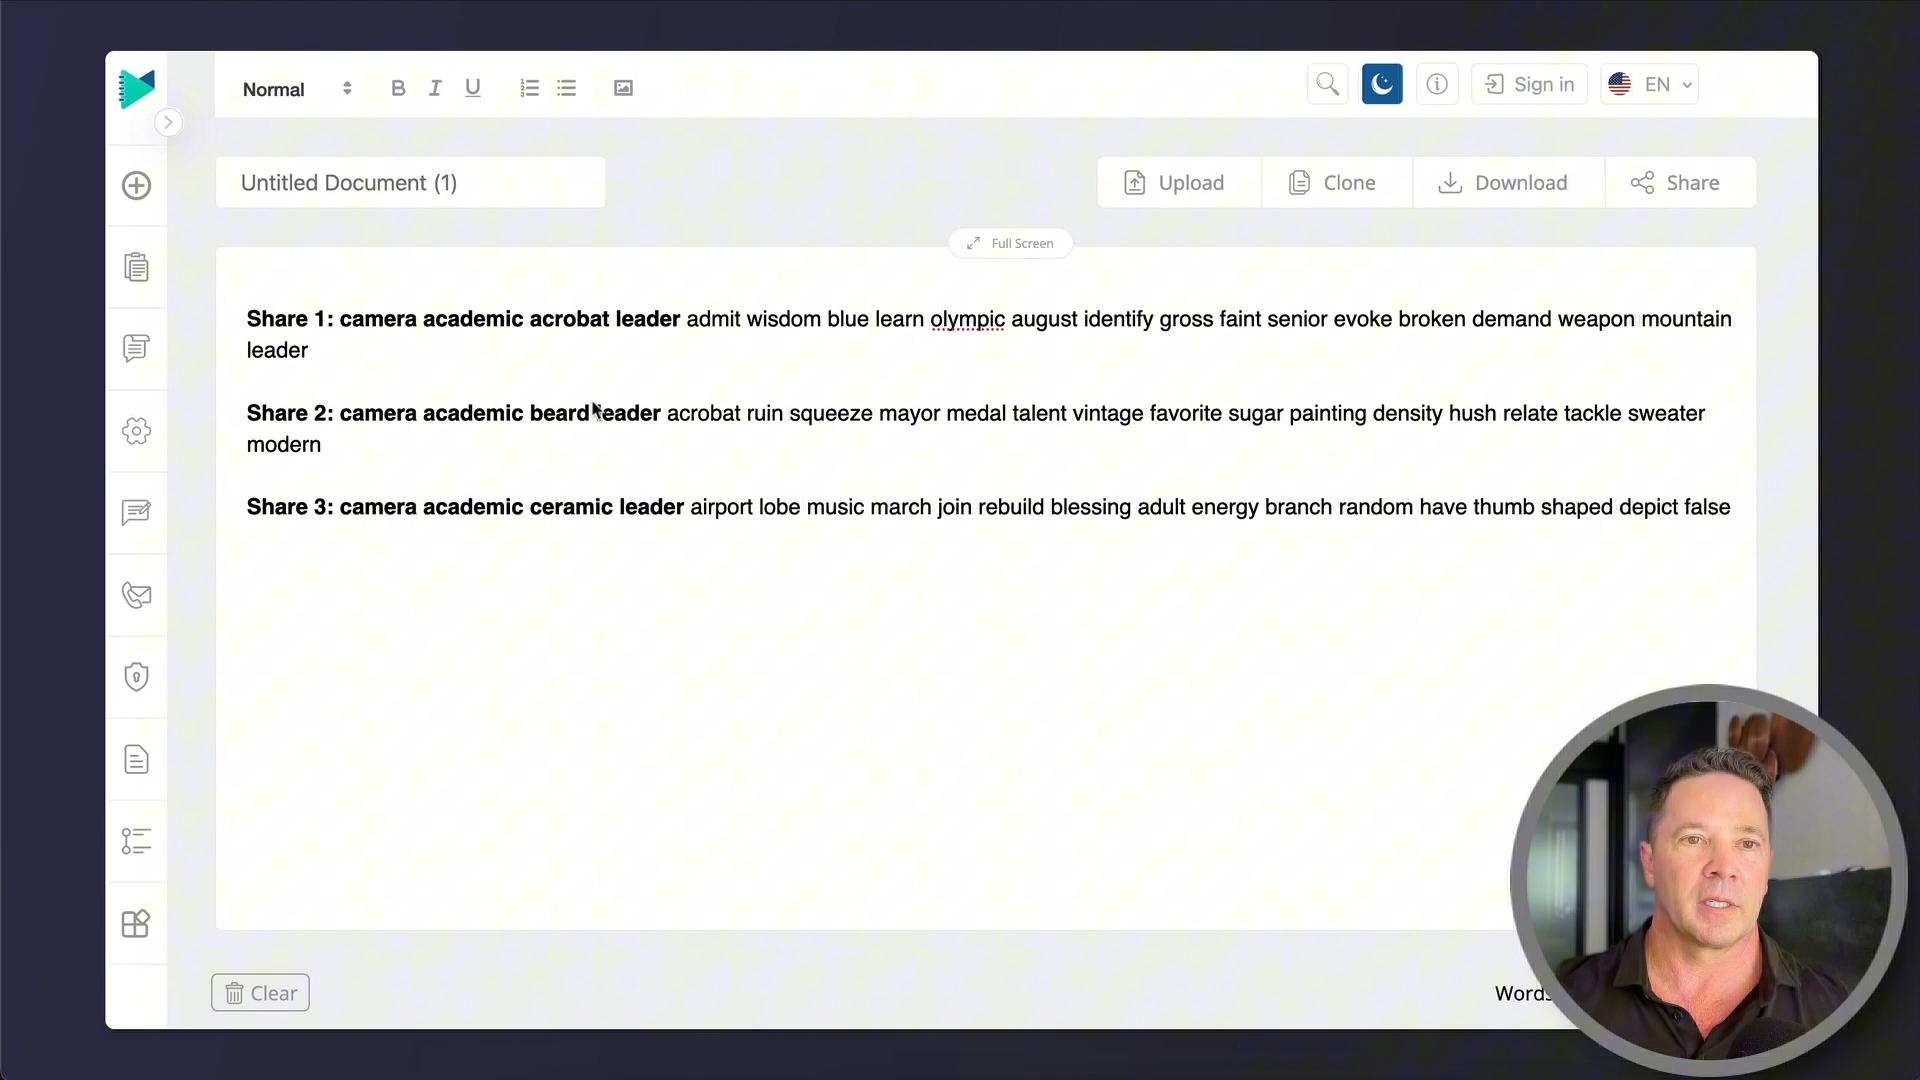 Normal
Sign in
EN
Untitled Document (1)
Upload
Clone
Download
Share
Full Screen
Share 1: camera academic acrobat leader admit wisdom blue learn olympic august identify gross faint senior evoke broken demand weapon mountain
leader
Share 2: camera academic beard leader acrobat ruin squeeze mayor medal talent vintage favorite sugar painting density hush relate tackle sweater
modern
Share 3: camera academic ceramic leader airport lobe music march join rebuild blessing adult energy branch random have thumb shaped depict false
Clear
Words